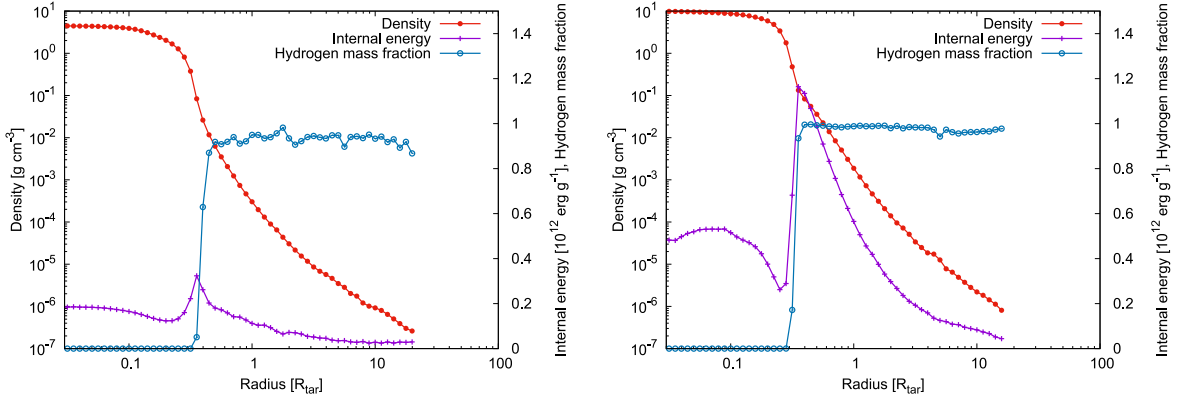 Density
Internal energy
Hydrogen mass fraction
10^1
10^0
10^-1
10^-2
10^-3
10^-4
10^-5
10^-6
10^-7
Density [g cm^-3]
1.4
1.2
1
0.8
0.6
0.4
0.2
0
Internal energy [10^12 erg g^-1], Hydrogen mass fraction
0.1 1 10 100
Radius [R_tar]
Density
Internal energy
Hydrogen mass fraction
10^1
10^0
10^-1
10^-2
10^-3
10^-4
10^-5
10^-6
10^-7
Density [g cm^-3]
1.4
1.2
1
0.8
0.6
0.4
0.2
0
Internal energy [10^12 erg g^-1], Hydrogen mass fraction
0.1 1 10 100
Radius [R_tar]